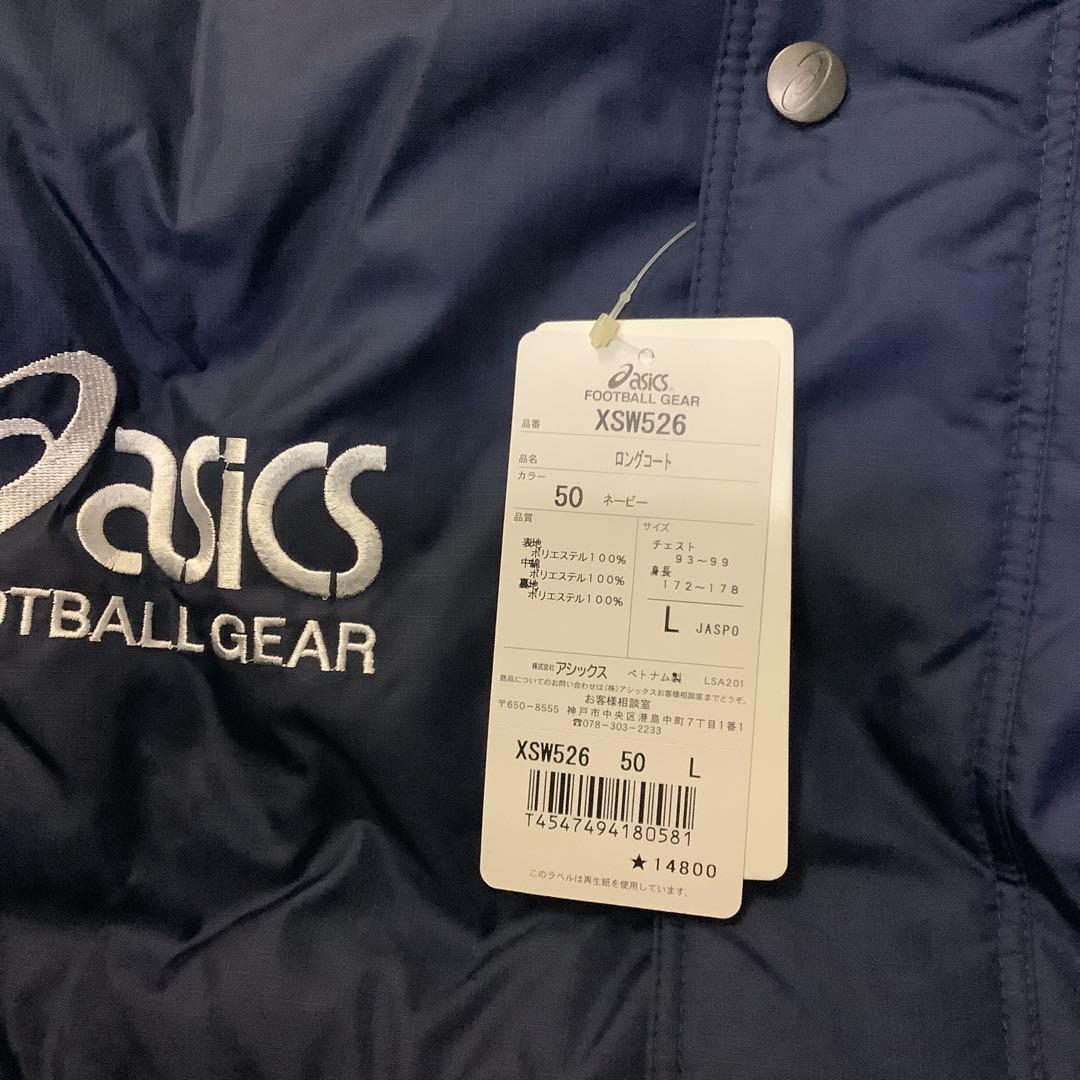 asics
FOOTBALL GEAR
asics
FOOTBALL GEAR
品番 XSW526
品名 ロングコート
カラー 50 ネービー
品質
表地 ポリエステル100%
中綿 ポリエステル100%
裏地 ポリエステル100%
サイズ
チェスト
93~99
身長
172~178
L JASPO
株式会社アシックス ベトナム製 LSA201
商品についてのお問い合わせは(株)アシックスお客様相談室までどうぞ。
お客様相談室
〒650-8555 神戸市中央区港島中町7丁目1番1
☎078-303-2233
XSW526 50 L
T4547494180581
★14800
このラベルは再生紙を使用しています。